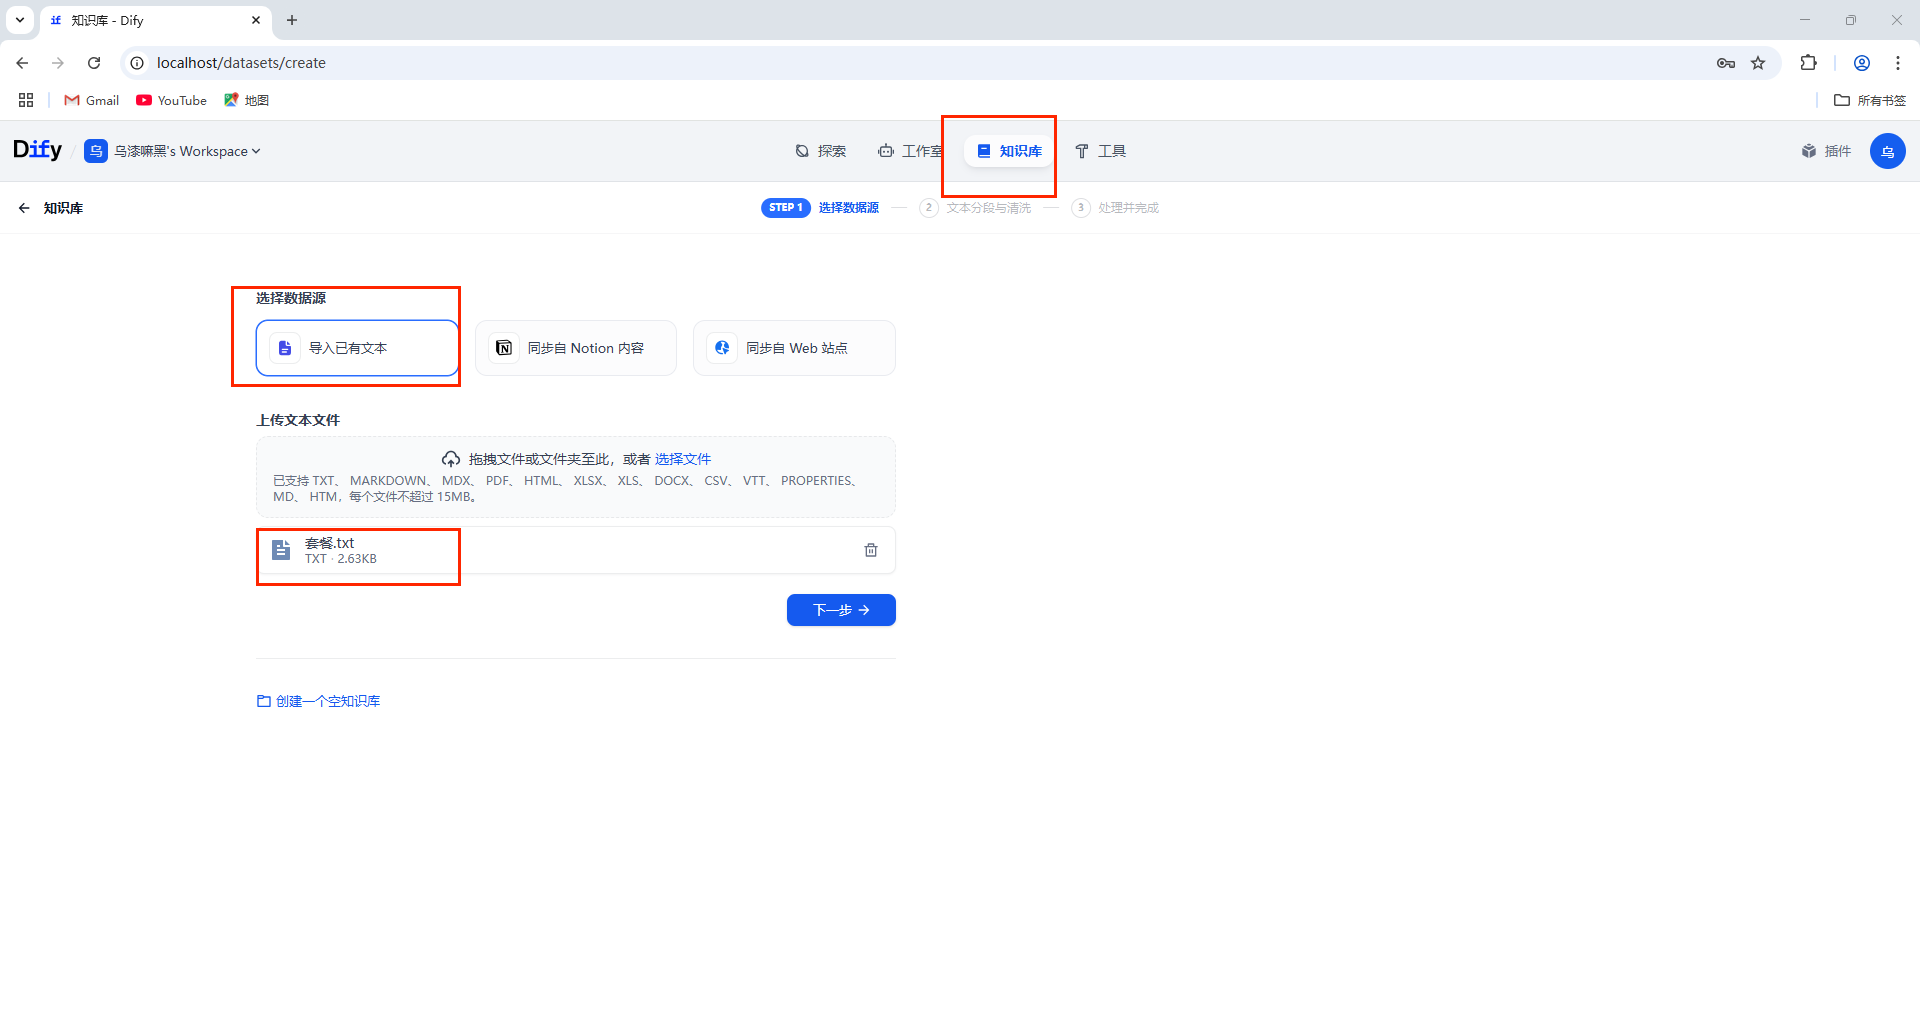 知识库 - Dify
localhost/datasets/create
Gmail YouTube 地图 所有书签
Dify / 乌 乌漆嘛黑's Workspace 探索 工作室 知识库 工具 插件 乌
知识库 STEP 1 选择数据源 2 文本分段与清洗 3 处理并完成
选择数据源
导入已有文本 同步自 Notion 内容 同步自 Web 站点
上传文本文件
拖拽文件或文件夹至此，或者 选择文件
已支持 TXT、 MARKDOWN、 MDX、 PDF、 HTML、 XLSX、 XLS、 DOCX、 CSV、 VTT、 PROPERTIES、
MD、 HTM，每个文件不超过 15MB。
套餐.txt
TXT · 2.63KB
下一步
创建一个空知识库